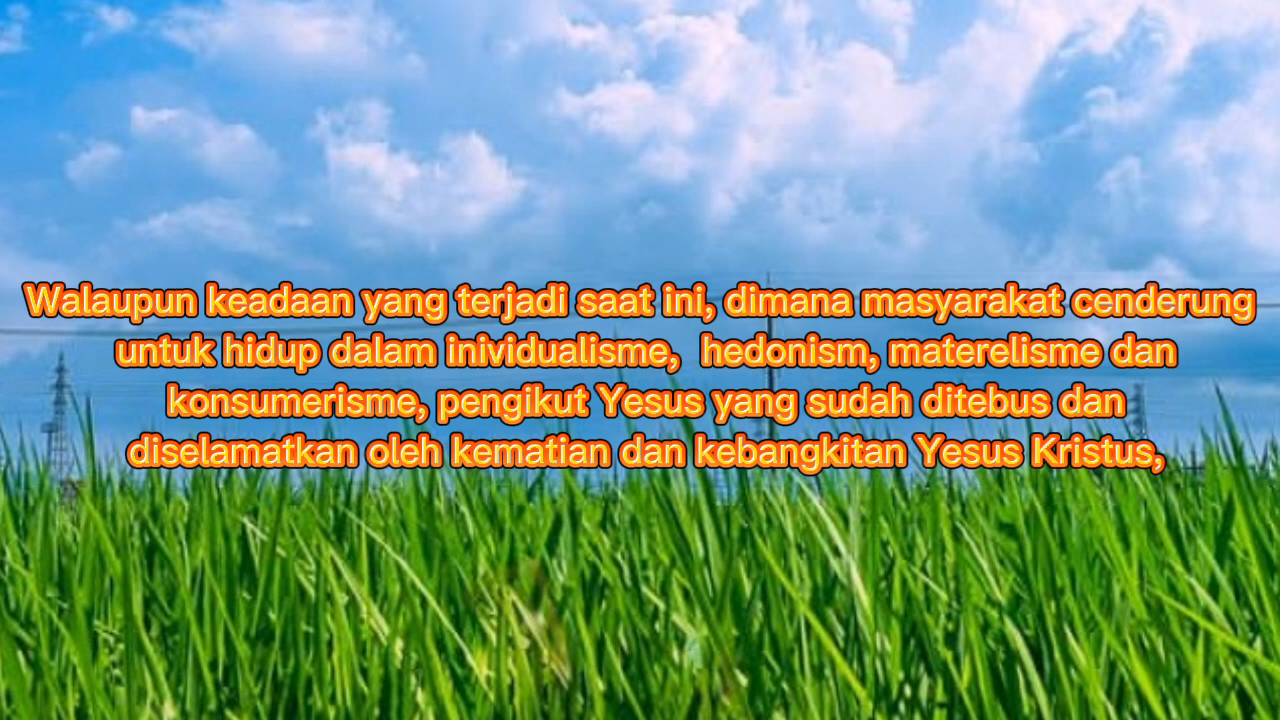 Walaupun keadaan yang terjadi saat ini, dimana masyarakat cenderung
untuk hidup dalam inividualisme, hedonism, materelisme dan
konsumerisme, pengikut Yesus yang sudah ditebus dan
diselamatkan oleh kematian dan kebangkitan Yesus Kristus,